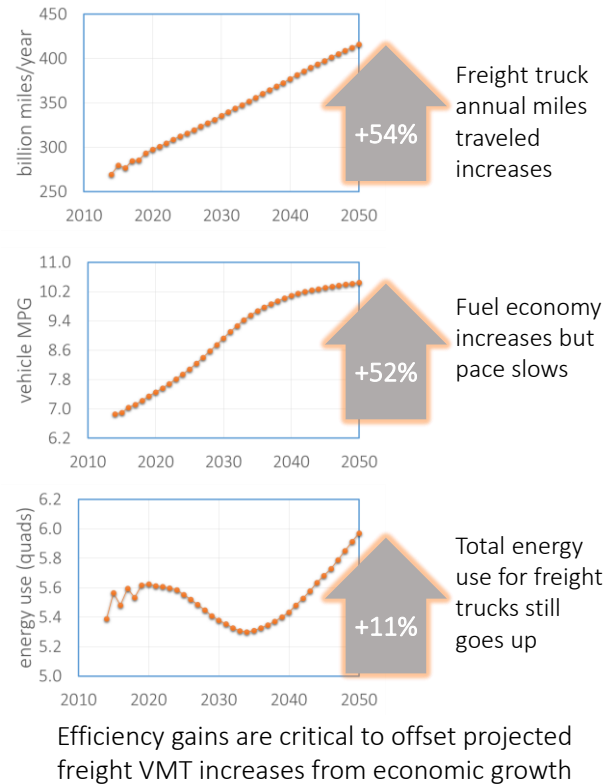 billion miles/year
450
400
350
300
250
2010
2020
2030
2040
2050
+54%
Freight truck
annual miles
traveled
increases
vehicle MPG
11.0
10.2
9.4
8.6
7.8
7.0
6.2
2010
2020
2030
2040
2050
+52%
Fuel economy
increases but
pace slows
energy use (quads)
6.2
6.0
5.8
5.6
5.4
5.2
5.0
2010
2020
2030
2040
2050
+11%
Total energy
use for freight
trucks still
goes up
Efficiency gains are critical to offset projected
freight VMT increases from economic growth